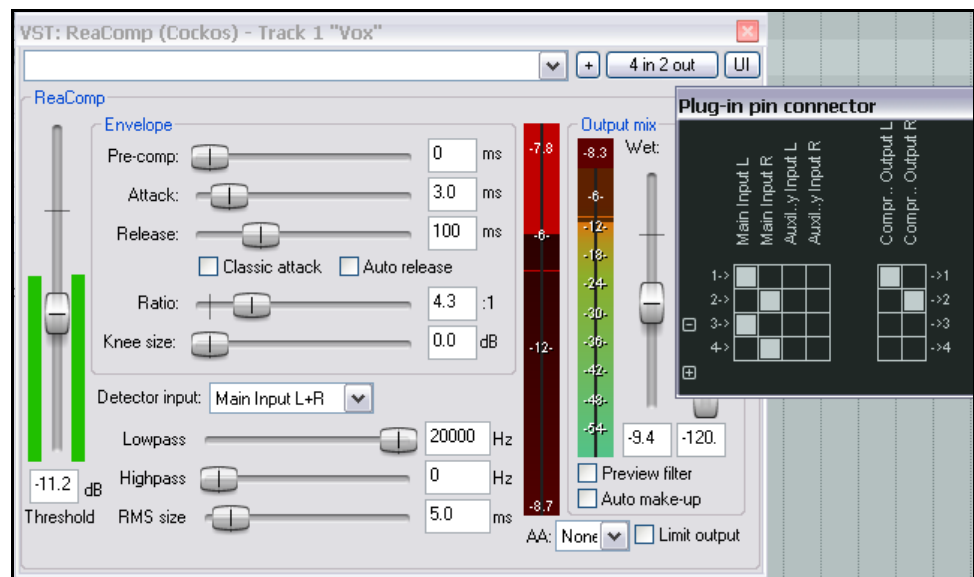 VST: ReaComp (Cockos) - Track 1 "Vox"
+ 4 in 2 out UI
ReaComp
Envelope
Pre-comp: 0 ms
Attack: 3.0 ms
Release: 100 ms
Classic attack Auto release
Ratio: 4.3 :1
Knee size: 0.0 dB
Detector input: Main Input L+R
Lowpass 20000 Hz
Highpass 0 Hz
RMS size 5.0 ms
-11.2 dB
Threshold
-7.8
-6-
-12-
-8.7
Output mix
-8.3 Wet:
-6-
-12-
-18-
-24-
-30-
-36-
-42-
-48-
-54-
-9.4 -120.
Preview filter
Auto make-up
AA: None Limit output
Plug-in pin connector
Main Input L
Main Input R
Auxl..y Input L
Auxl..y Input R
Compr... Output L
Compr... Output R
1-> ->1
2-> ->2
3-> ->3
4-> ->4